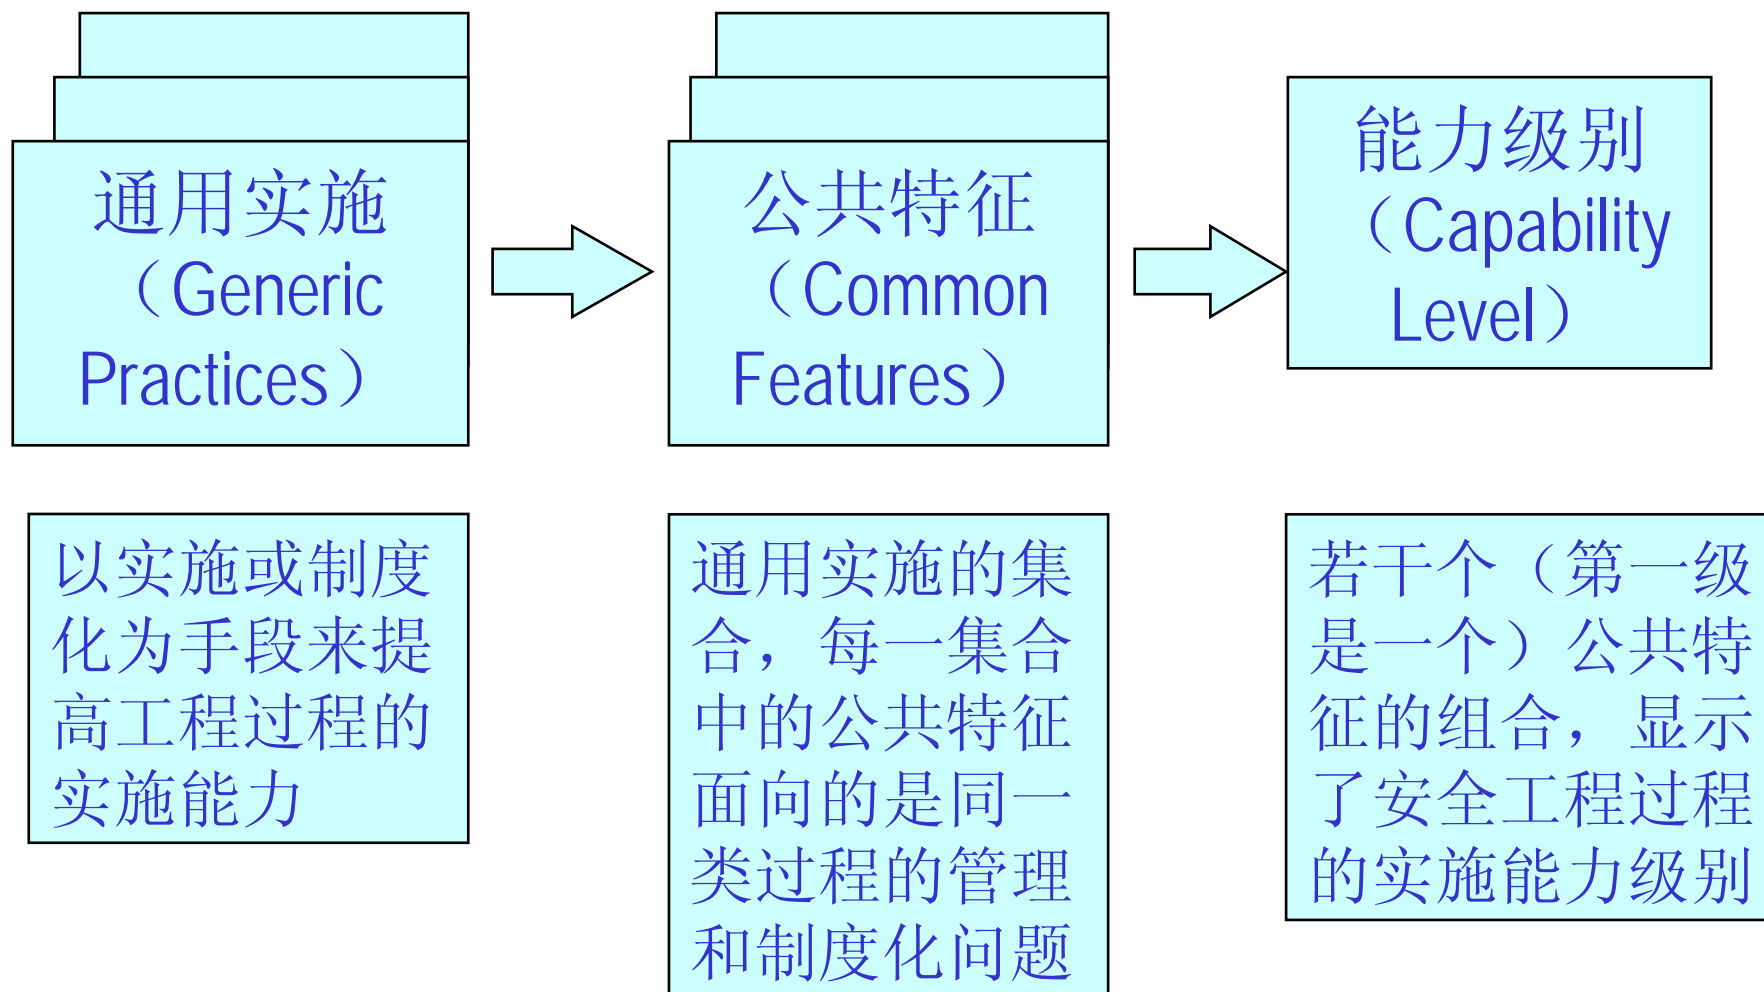 通用实施
（Generic
Practices）
公共特征
（Common
Features）
能力级别
（Capability
Level）
以实施或制度
化为手段来提
高工程过程的
实施能力
通用实施的集
合，每一集合
中的公共特征
面向的是同一
类过程的管理
和制度化问题
若干个（第一级
是一个）公共特
征的组合，显示
了安全工程过程
的实施能力级别